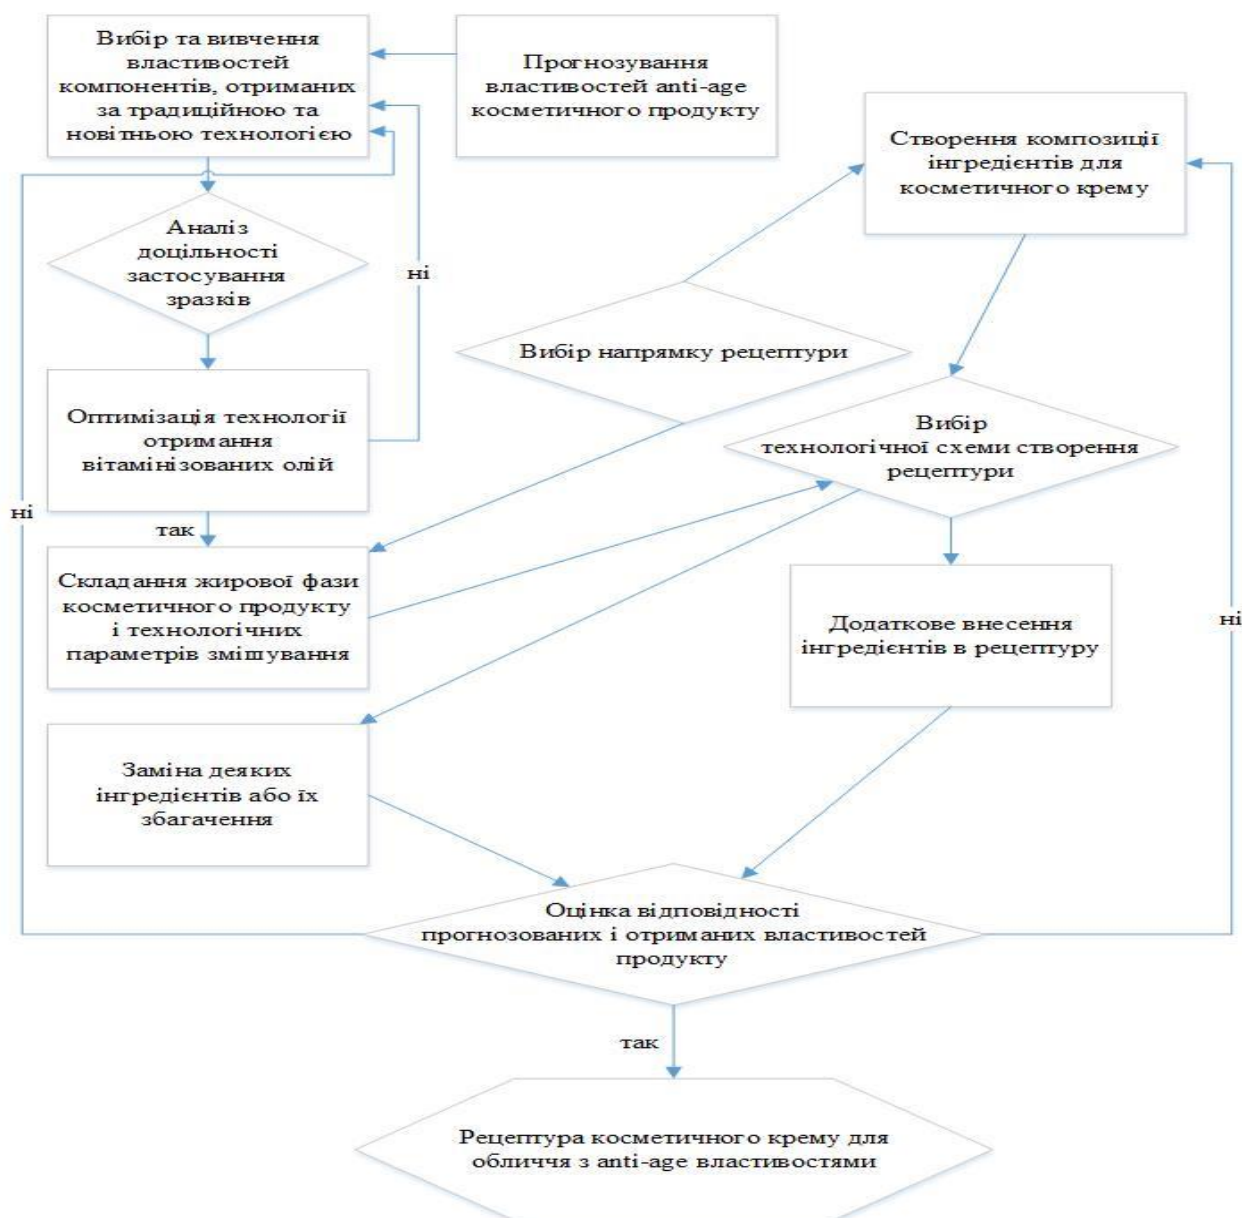 Вибір та вивчення
властивостей
компонентів, отриманих
за традиційною та
новітньою технологією
Прогнозування
властивостей anti-age
косметичного продукту
Створення композиції
інгредієнтів для
косметичного крему
Аналіз
доцільності
застосування
зразків
ні
Вибір напрямку рецептури
Оптимізація технології
отримання
вітамінізованих олій
Вибір
технологічної схеми створення
рецептури
ні
так
Складання жирової фази
косметичного продукту
і технологічних
параметрів змішування
Додаткове внесення
інгредієнтів в рецептуру
ні
Заміна деяких
інгредієнтів або їх
збагачення
Оцінка відповідності
прогнозованих і отриманих властивостей
продукту
так
Рецептура косметичного крему для
обличчя з anti-age властивостями